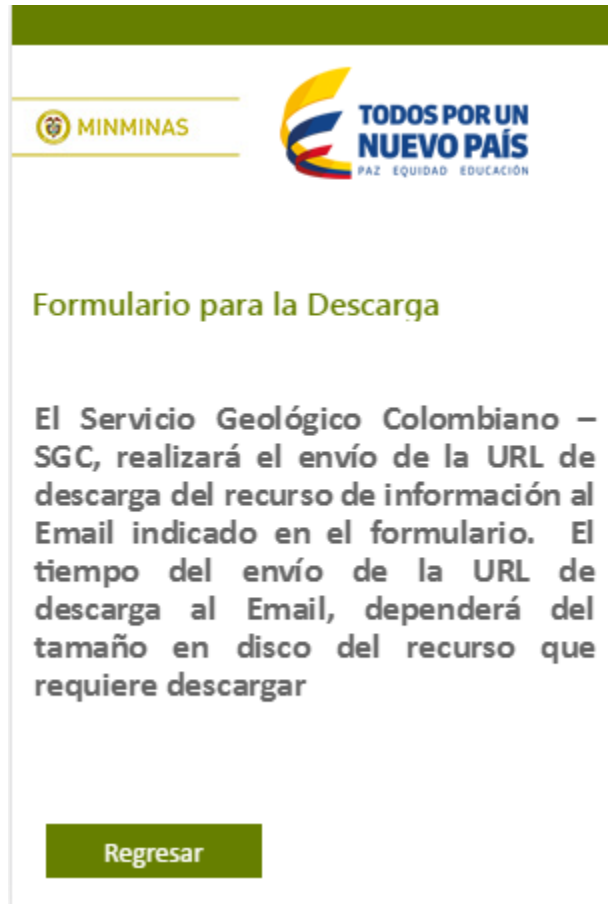 MINMINAS
TODOS POR UN
NUEVO PAÍS
PAZ EQUIDAD EDUCACIÓN
Formulario para la Descarga
El Servicio Geológico Colombiano –
SGC, realizará el envío de la URL de
descarga del recurso de información al
Email indicado en el formulario. El
tiempo del envío de la URL de
descarga al Email, dependerá del
tamaño en disco del recurso que
requiere descargar
Regresar